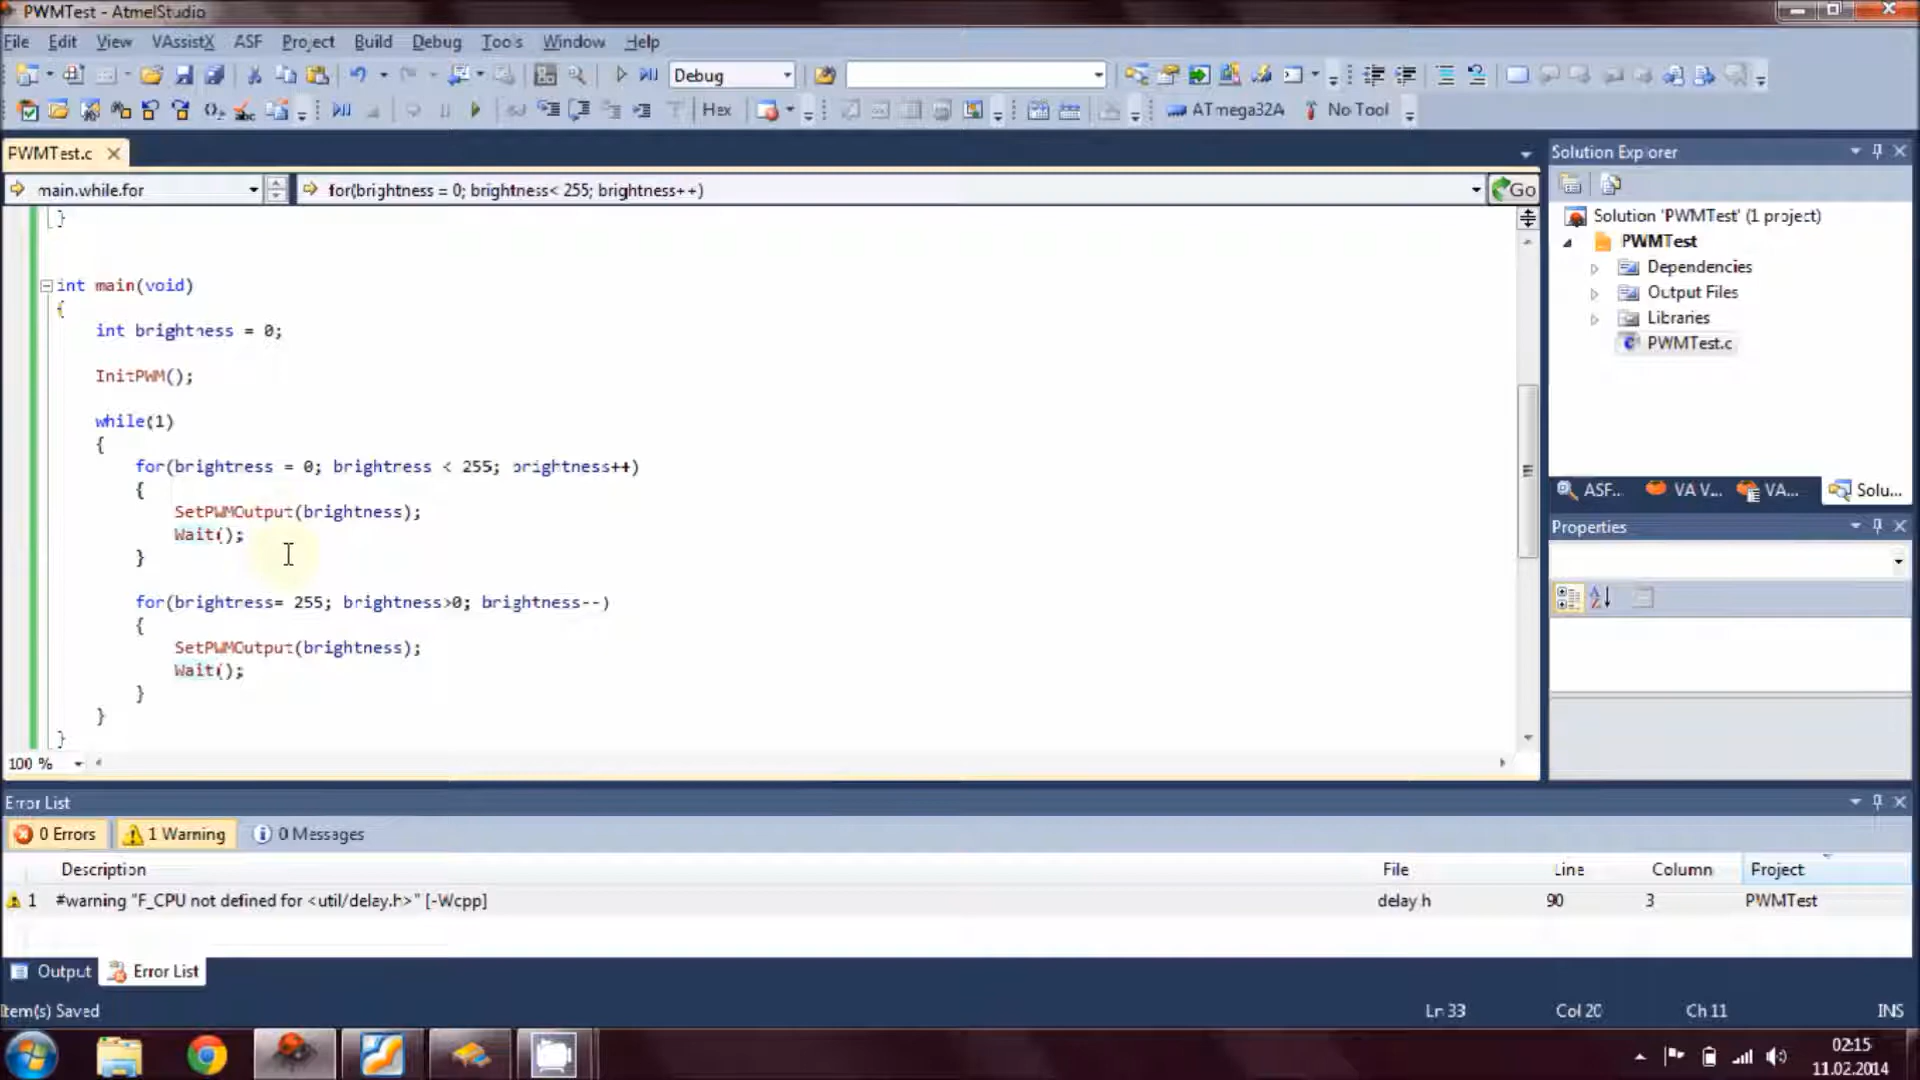 PWMTest - AtmelStudio
File Edit View VAssistX ASF Project Build Debug Tools Window Help
Debug
Hex ATmega32A No Tool
PWMTest.c
main.while.for for(brightness = 0; brightness< 255; brightness++) Go
}
int main(void)
{
int brightness = 0;
InitPWM();
while(1)
{
for(brightness = 0; brightness < 255; brightness++)
{
SetPWMOutput(brightness);
Wait();
}
for(brightness= 255; brightness>0; brightness--)
{
SetPWMOutput(brightness);
Wait();
}
}
}
100 %
Solution Explorer
Solution 'PWMTest' (1 project)
PWMTest
Dependencies
Output Files
Libraries
PWMTest.c
ASF... VA V... VA... Solu...
Properties
Error List
0 Errors 1 Warning 0 Messages
Description File Line Column Project
1 #warning "F_CPU not defined for <util/delay.h>" [-Wcpp] delay.h 90 3 PWMTest
Output Error List
Item(s) Saved Ln 33 Col 20 Ch 11 INS
02:15
11.02.2014